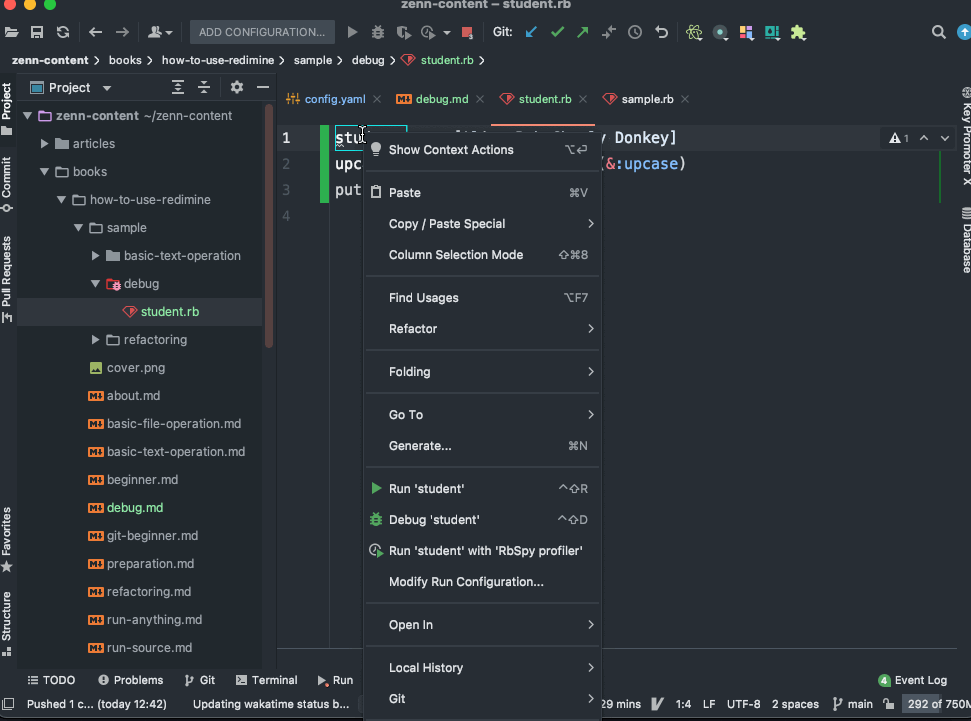 zenn-content – student.rb
ADD CONFIGURATION...
Git:
zenn-content
books
how-to-use-redimine
sample
debug
student.rb
Project
config.yaml
debug.md
student.rb
sample.rb
Project
Commit
Pull Requests
Favorites
Structure
zenn-content ~/zenn-content
articles
books
how-to-use-redimine
sample
basic-text-operation
debug
student.rb
refactoring
cover.png
about.md
basic-file-operation.md
basic-text-operation.md
beginner.md
debug.md
git-beginner.md
preparation.md
refactoring.md
run-anything.md
run-source.md
1
Donkey]
1
2 upc
(&:upcase)
3 put
4
Show Context Actions ⌥⏎
Paste ⌘V
Copy / Paste Special
Column Selection Mode ⇧⌘8
Find Usages ⌥F7
Refactor
Folding
Go To
Generate... ⌘N
Run 'student' ^⇧R
Debug 'student' ^⇧D
Run 'student' with 'RbSpy profiler'
Modify Run Configuration...
Open In
Local History
Git
Key Promoter X
Database
TODO
Problems
Git
Terminal
Run
4 Event Log
Pushed 1 c... (today 12:42)
Updating wakatime status b...
29 mins
1:4
LF
UTF-8
2 spaces
main
292 of 750M